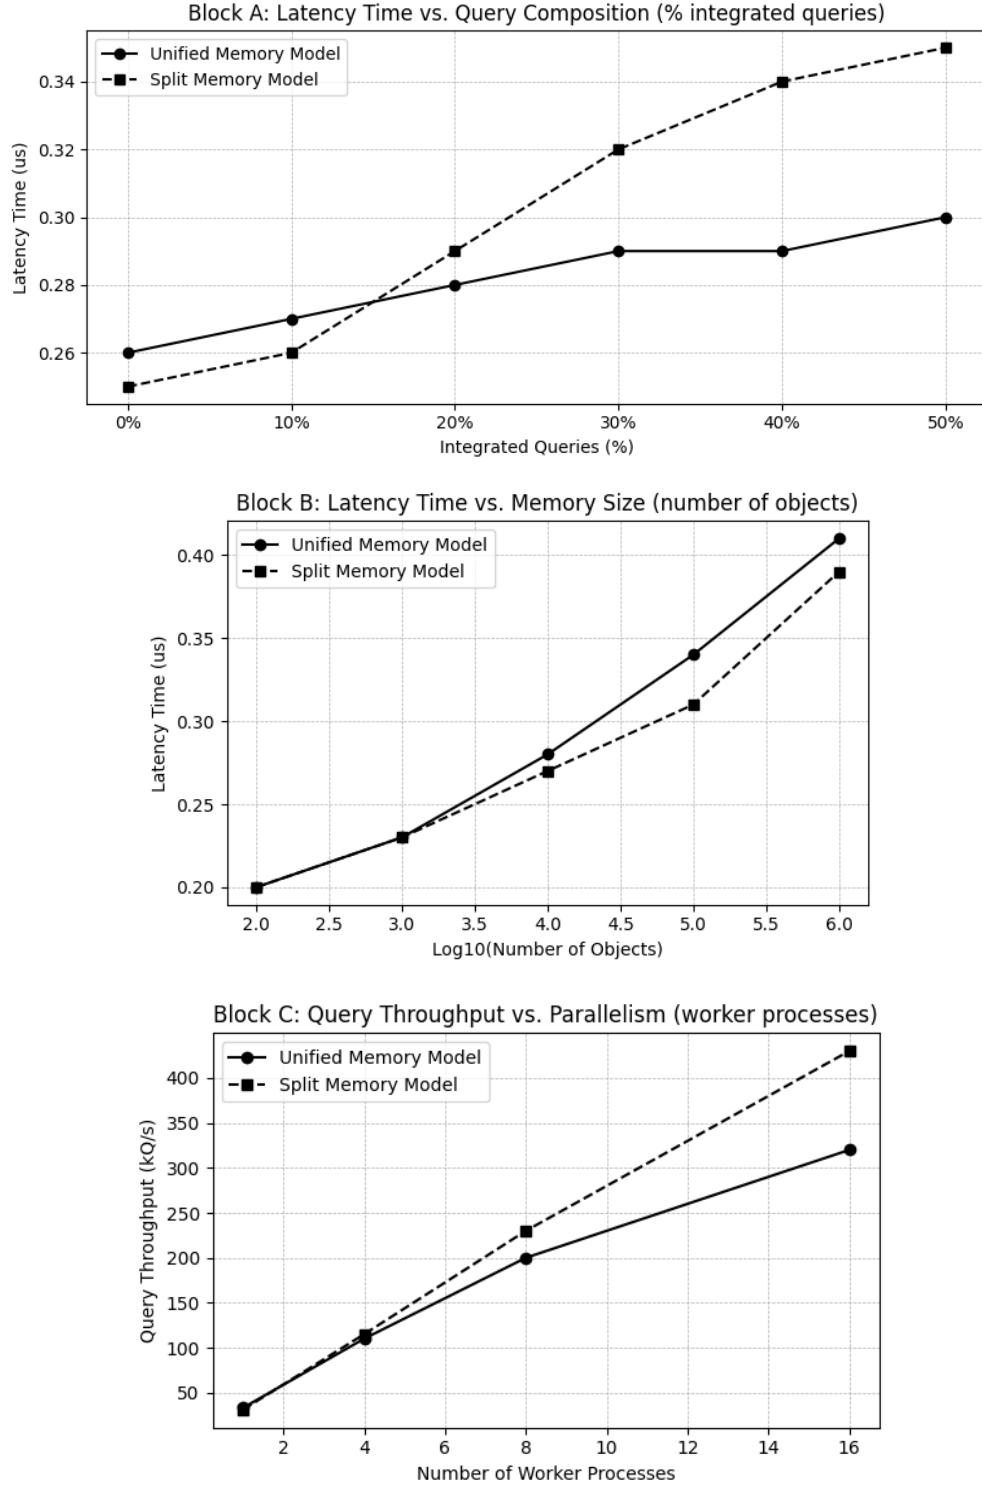 Block A: Latency Time vs. Query Composition (% integrated queries)
Unified Memory Model
Split Memory Model
0.34
0.32
0.30
0.28
0.26
Latency Time (us)
0% 10% 20% 30% 40% 50%
Integrated Queries (%)
Block B: Latency Time vs. Memory Size (number of objects)
Unified Memory Model
Split Memory Model
0.40
0.35
0.30
0.25
0.20
Latency Time (us)
2.0 2.5 3.0 3.5 4.0 4.5 5.0 5.5 6.0
Log10(Number of Objects)
Block C: Query Throughput vs. Parallelism (worker processes)
Unified Memory Model
Split Memory Model
400
350
300
250
200
150
100
50
Query Throughput (kQ/s)
2 4 6 8 10 12 14 16
Number of Worker Processes